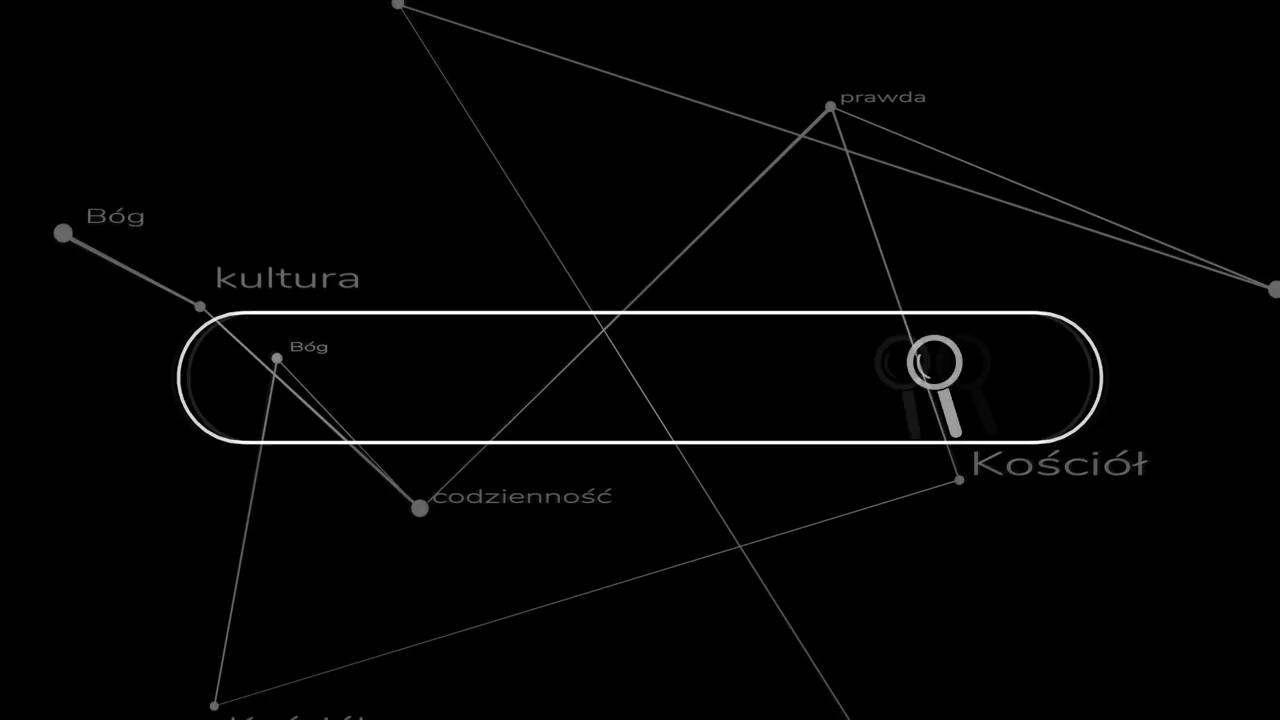 prawda
Bóg
kultura
Bóg
Kościół
codzienność